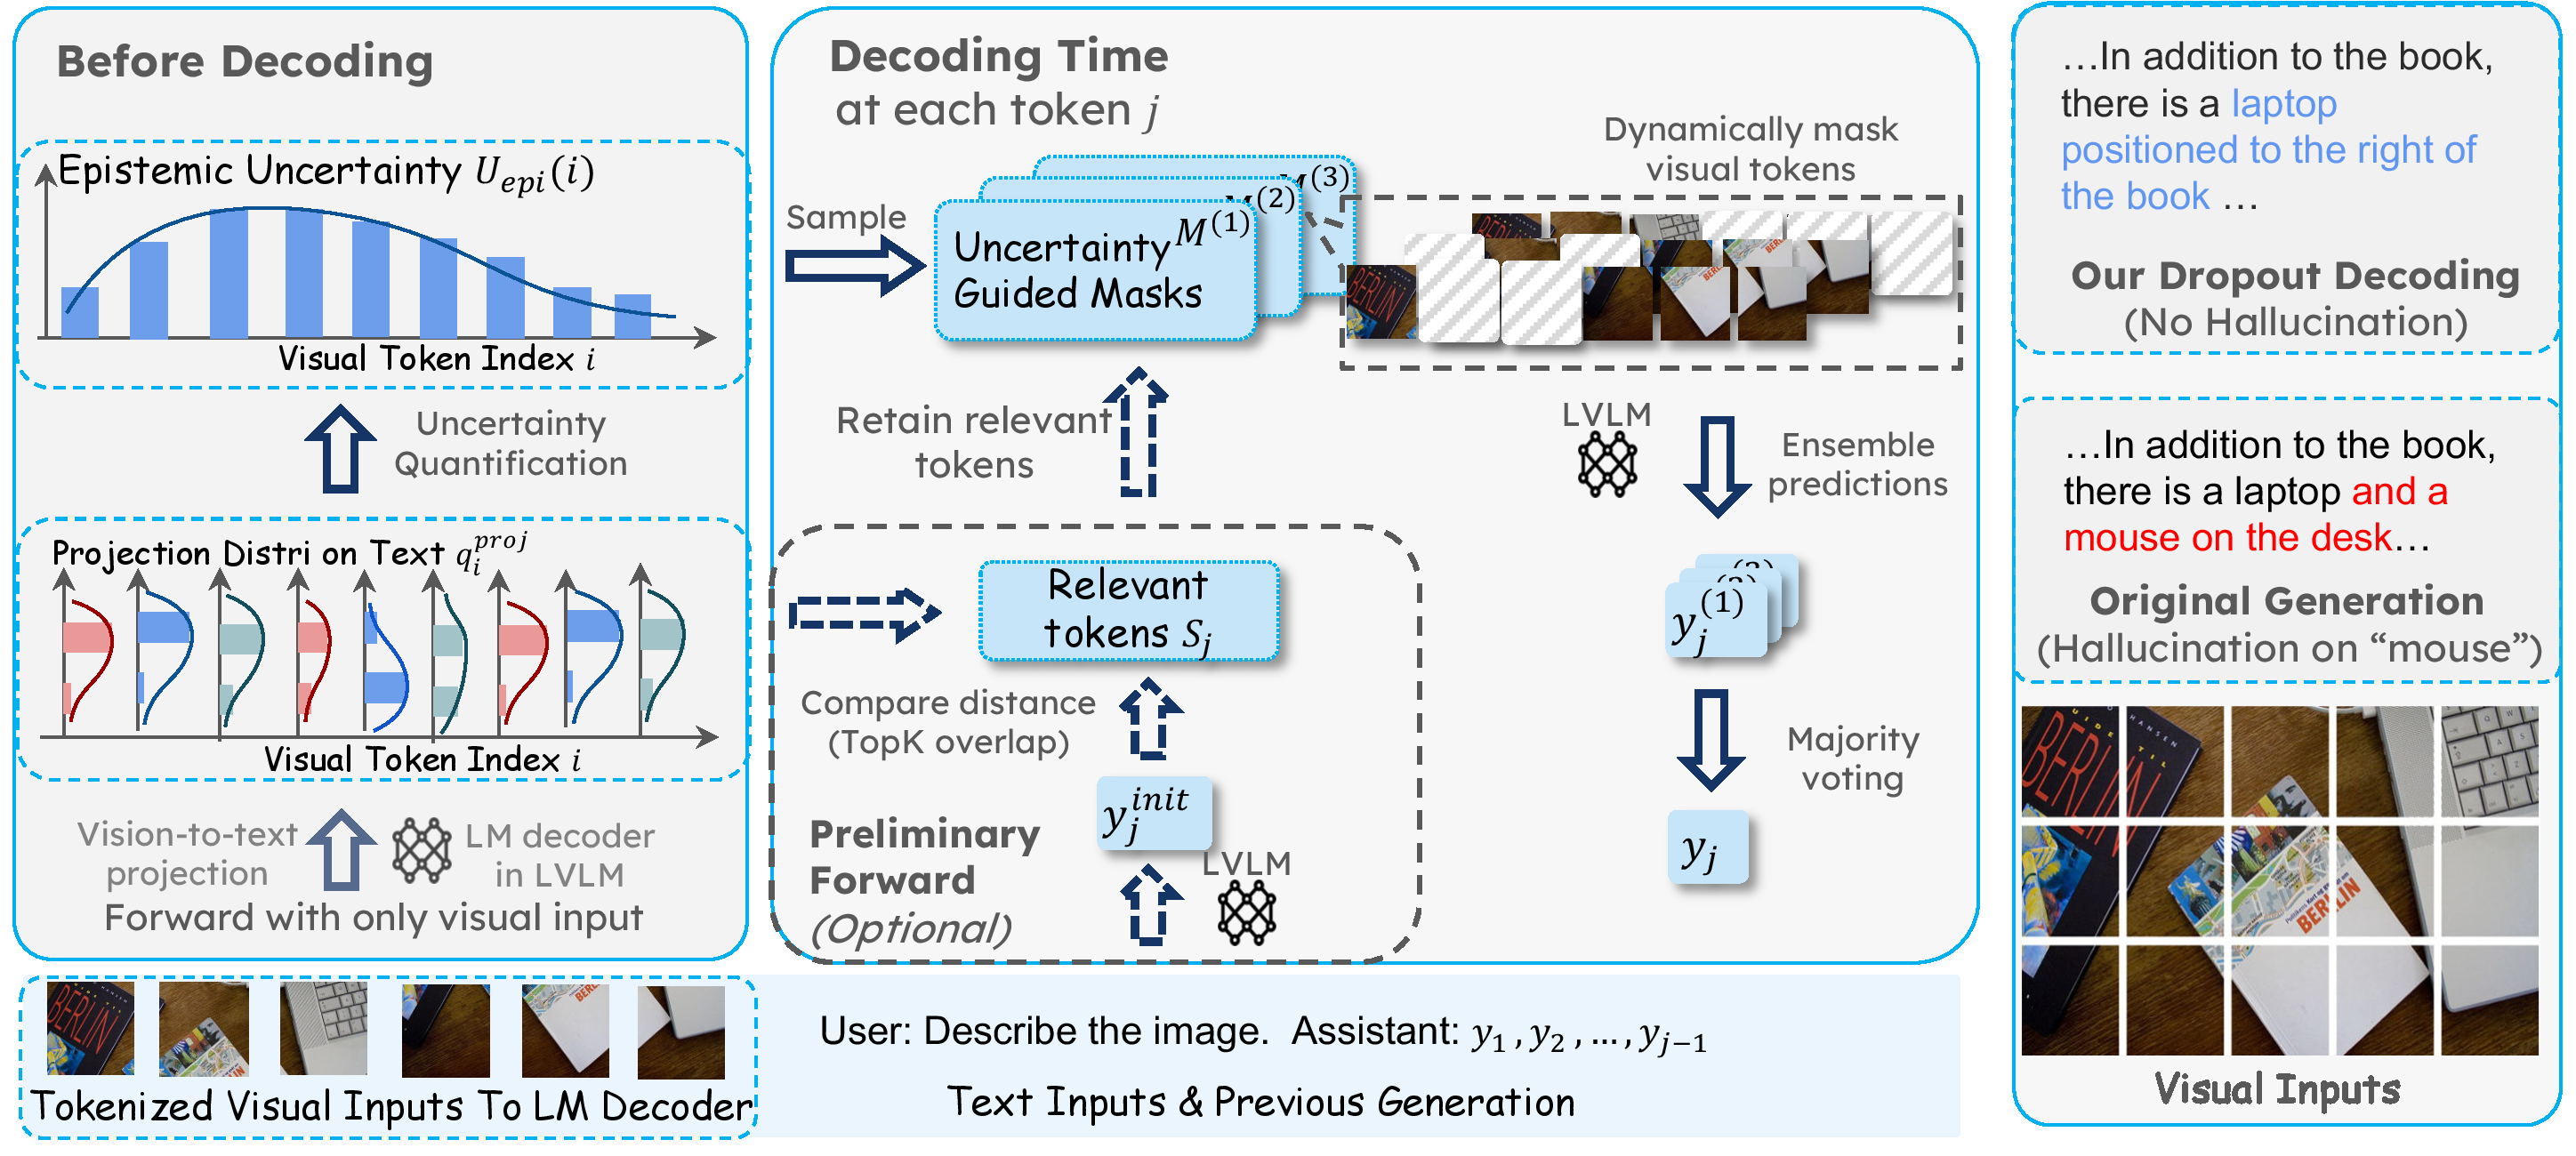 Before Decoding
Epistemic Uncertainty U_epi(i)
Visual Token Index i
Uncertainty
Quantification
Projection Distri on Text q_i^proj
Visual Token Index i
Vision-to-text
projection
LM decoder
in LVLM
Forward with only visual input
Tokenized Visual Inputs To LM Decoder
Decoding Time
at each token j
Sample
Uncertainty M^(1)
Guided Masks
M^(2)
M^(3)
Dynamically mask
visual tokens
Retain relevant
tokens
LVLM
Ensemble
predictions
Relevant
tokens S_j
Compare distance
(TopK overlap)
y_j^init
Preliminary
Forward
(Optional)
LVLM
y_j^(1)
Majority
voting
y_j
User: Describe the image. Assistant: y_1, y_2, ..., y_{j-1}
Text Inputs & Previous Generation
…In addition to the book,
there is a laptop
positioned to the right of
the book …
Our Dropout Decoding
(No Hallucination)
…In addition to the book,
there is a laptop and a
mouse on the desk…
Original Generation
(Hallucination on “mouse”)
HANSEN
GUIDE TIL
BERLIN
BERLIN
Visual Inputs